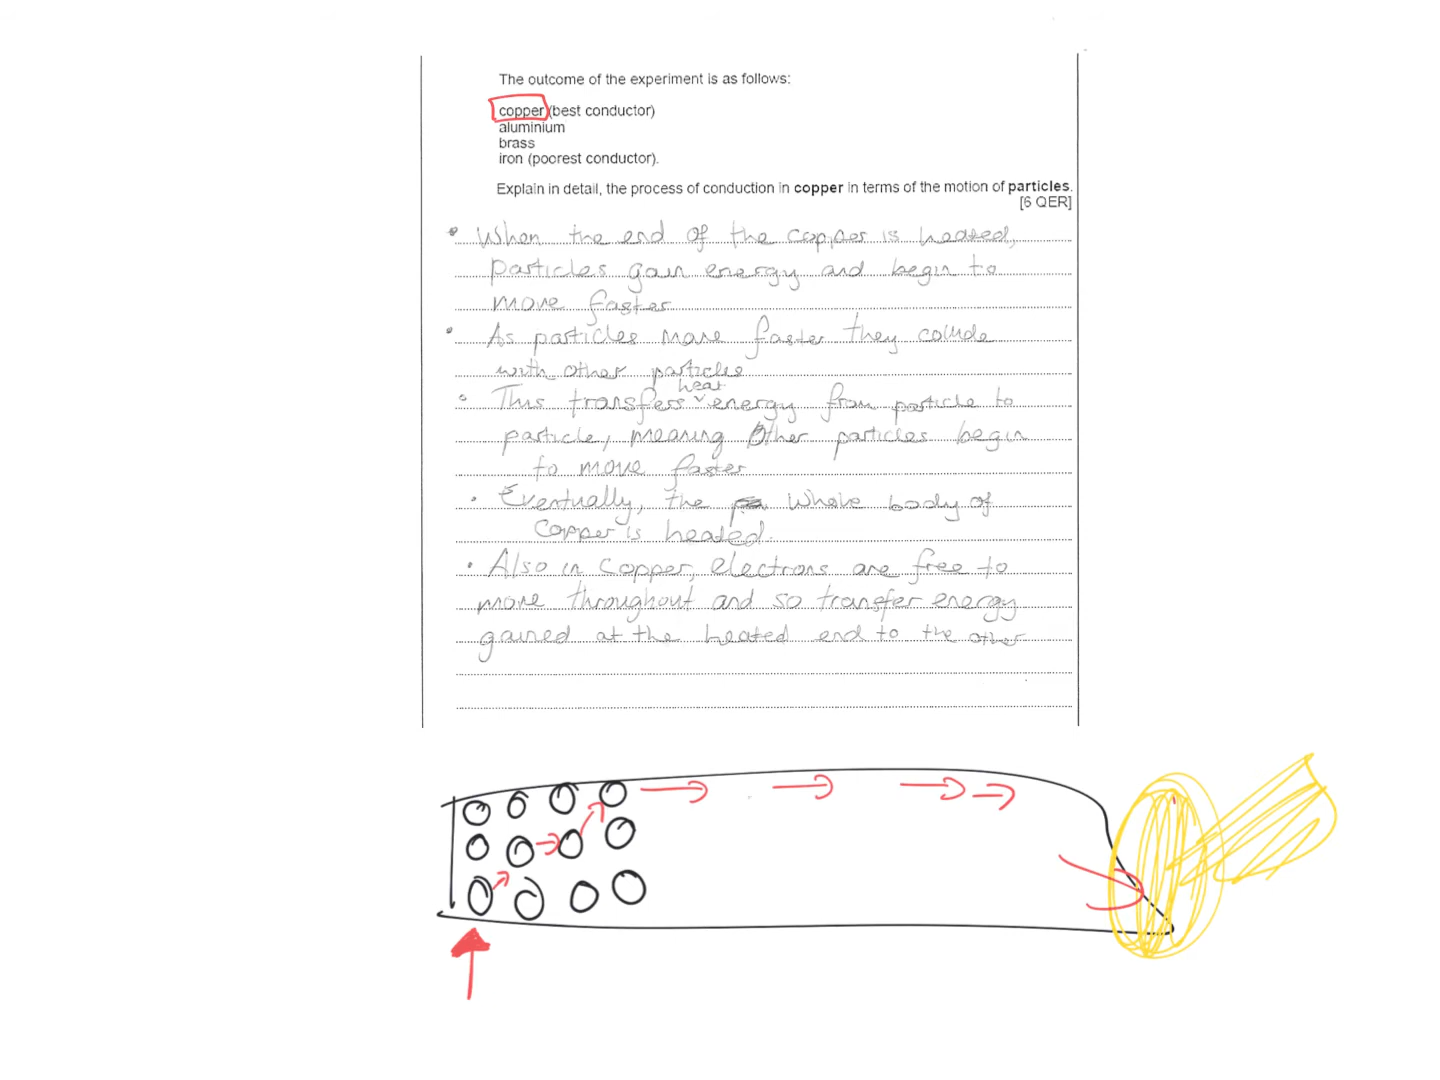 The outcome of the experiment is as follows:
copper (best conductor)
aluminium
brass
iron (poorest conductor).
Explain in detail, the process of conduction in copper in terms of the motion of particles.
[6 QER]
• When the end of the copper is heated,
particles gain energy and begin to
move faster
• As particles move faster they collide
with other particles
• This transfers heat energy from particle to
particle, meaning other particles begin
to move faster
• Eventually, the whole body of
copper is heated.
• Also in copper, electrons are free to
move throughout and so transfer energy
gained at the heated end to the other